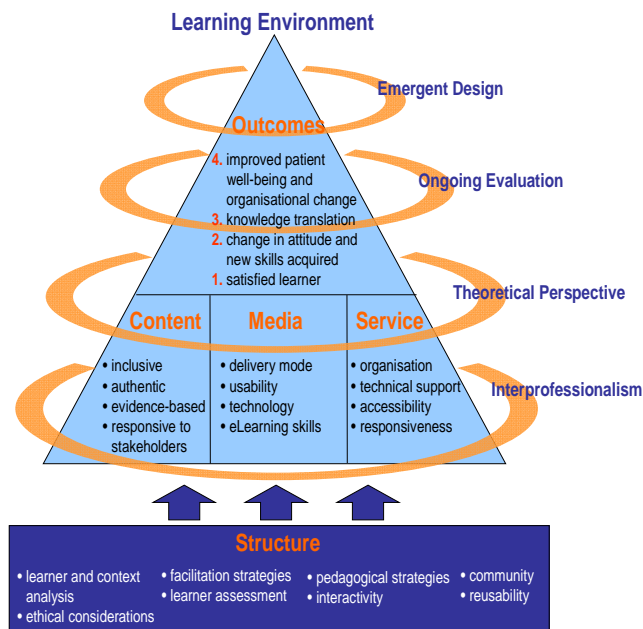 Learning Environment
Emergent Design
Outcomes
4. improved patient
well-being and
organisational change
3. knowledge translation
2. change in attitude and
new skills acquired
1. satisfied learner
Ongoing Evaluation
Theoretical Perspective
Content
• inclusive
• authentic
• evidence-based
• responsive to
stakeholders
Media
• delivery mode
• usability
• technology
• eLearning skills
Service
• organisation
• technical support
• accessibility
• responsiveness
Interprofessionalism
Structure
• learner and context
analysis
• ethical considerations
• facilitation strategies
• learner assessment
• pedagogical strategies
• interactivity
• community
• reusability